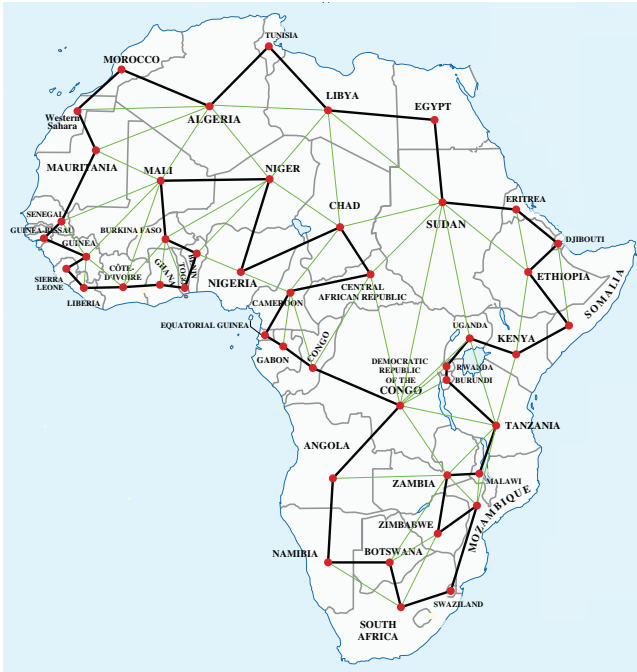 TUNISIA
MOROCCO
LIBYA
EGYPT
Western
Sahara
ALGERIA
MAURITANIA
MALI
NIGER
SENEGAL
GUINEA-BISSAU
GUINEA
BURKINA FASO
CHAD
SUDAN
ERITREA
DJIBOUTI
SIERRA
LEONE
LIBERIA
CÔTE-
D'IVOIRE
GHANA
TOGO
BENIN
NIGERIA
CAMEROON
CENTRAL
AFRICAN REPUBLIC
ETHIOPIA
SOMALIA
EQUATORIAL GUINEA
GABON
CONGO
DEMOCRATIC
REPUBLIC
OF THE
CONGO
UGANDA
KENYA
RWANDA
BURUNDI
TANZANIA
ANGOLA
ZAMBIA
MALAWI
MOZAMBIQUE
ZIMBABWE
NAMIBIA
BOTSWANA
SWAZILAND
SOUTH
AFRICA